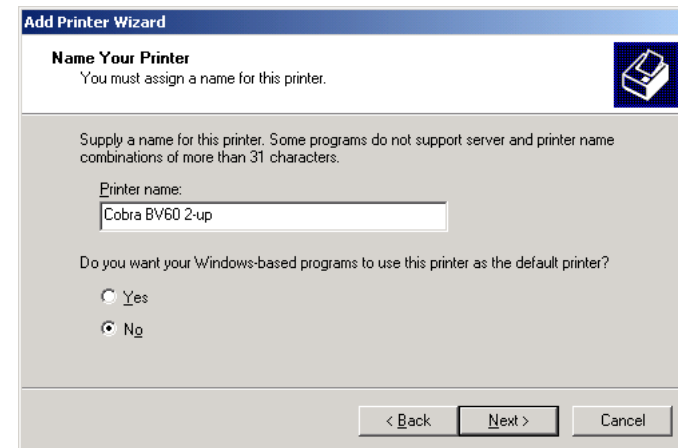 Add Printer Wizard
Name Your Printer
You must assign a name for this printer.
Supply a name for this printer. Some programs do not support server and printer name
combinations of more than 31 characters.
Printer name:
Cobra BV60 2-up
Do you want your Windows-based programs to use this printer as the default printer?
Yes
No
< Back Next > Cancel